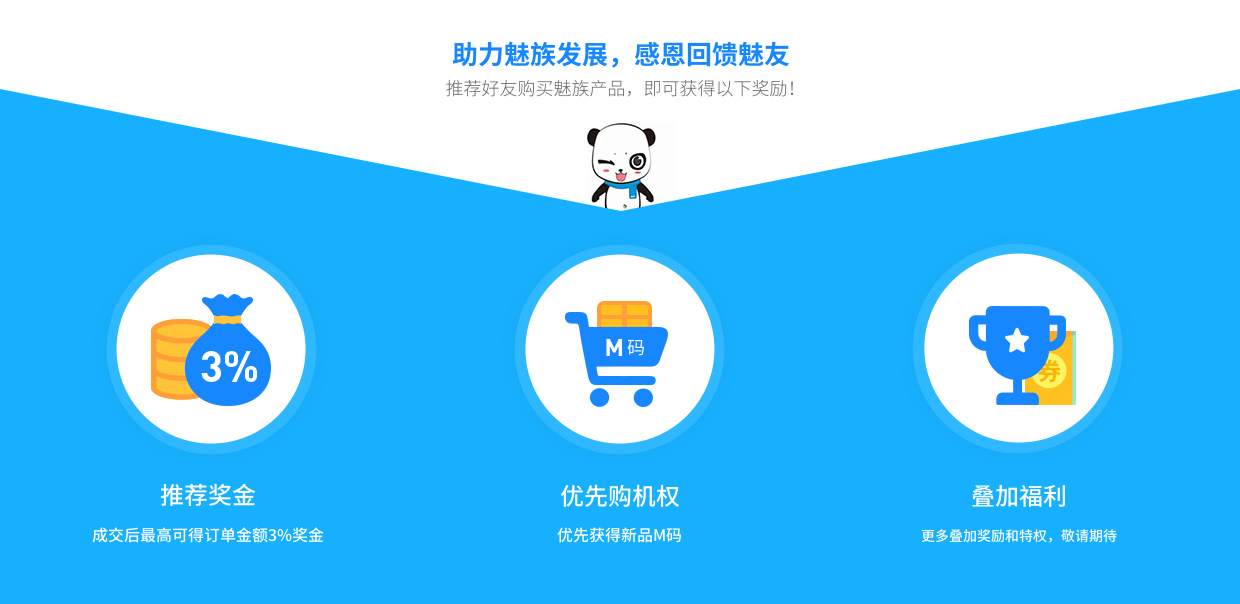 助力魅族发展，感恩回馈魅友
推荐好友购买魅族产品，即可获得以下奖励！
3%
M码
券
推荐奖金
优先购机权
叠加福利
成交后最高可得订单金额3%奖金
优先获得新品M码
更多叠加奖励和特权，敬请期待